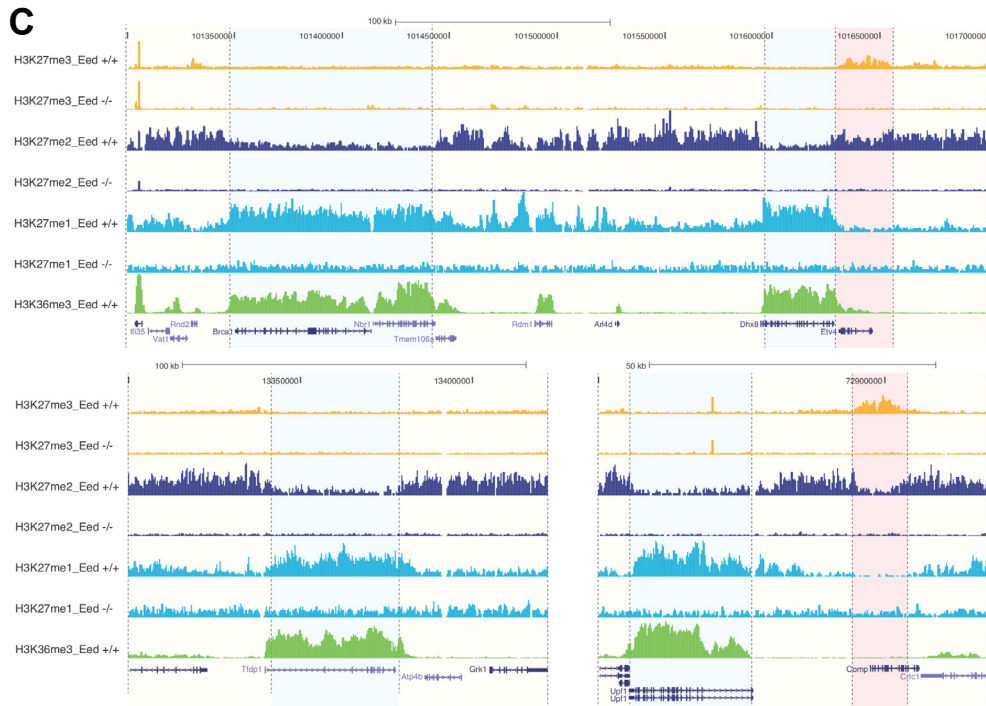 C
100 kb
101350000 101400000 101450000 101500000 101550000 101600000 101650000 101700000
H3K27me3_Eed +/+
H3K27me3_Eed -/-
H3K27me2_Eed +/+
H3K27me2_Eed -/-
H3K27me1_Eed +/+
H3K27me1_Eed -/-
H3K36me3_Eed +/+
Rnd2 Nbr1 Rdm1 Arl4d Dhx8
Ifi35 Brca1 Etv4
Vat1 Tmem106a
100 kb 50 kb
13350000 13400000 72900000
H3K27me3_Eed +/+
H3K27me3_Eed -/-
H3K27me2_Eed +/+
H3K27me2_Eed -/-
H3K27me1_Eed +/+
H3K27me1_Eed -/-
H3K36me3_Eed +/+
Tfdp1 Grk1 Comp
Atp4b Crtc1
Upf1
Upf1